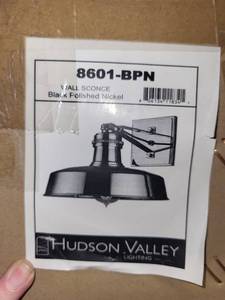 8601-BPN
WALL SCONCE
Black Polished Nickel
HUDSON VALLEY
LIGHTING